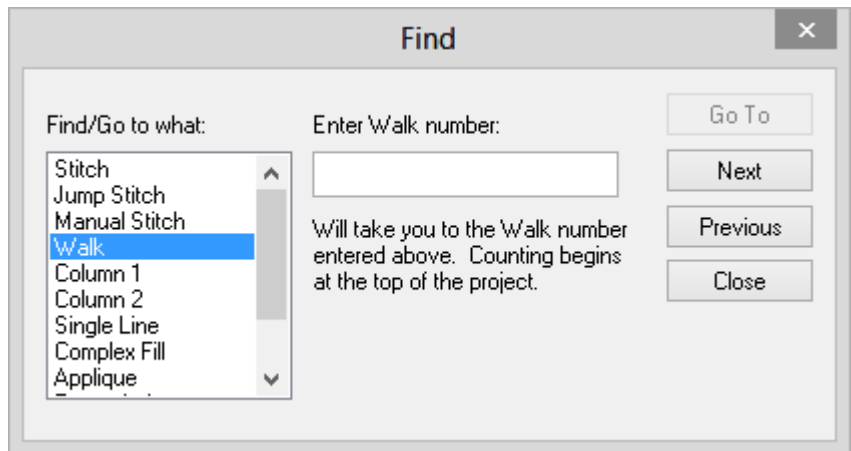 Find
Find/Go to what:
Stitch
Jump Stitch
Manual Stitch
Walk
Column 1
Column 2
Single Line
Complex Fill
Applique
Enter Walk number:
Will take you to the Walk number
entered above. Counting begins
at the top of the project.
Go To
Next
Previous
Close